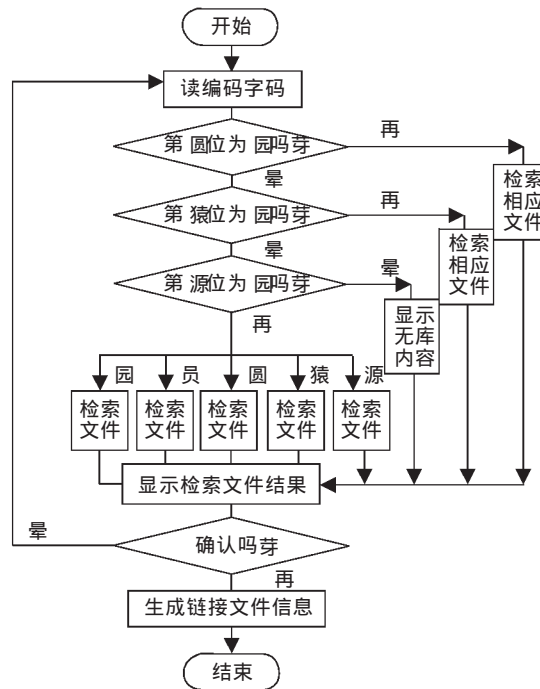 开始
读编码字码
第圆位为园吗芽
再
晕
检索
相应
文件
第猿位为园吗芽
再
晕
检索
相应
文件
第源位为园吗芽
晕
再
显示
无库
内容
园
员
圆
猿
源
检索
文件
检索
文件
检索
文件
检索
文件
检索
文件
显示检索文件结果
晕
确认吗芽
再
生成链接文件信息
结束